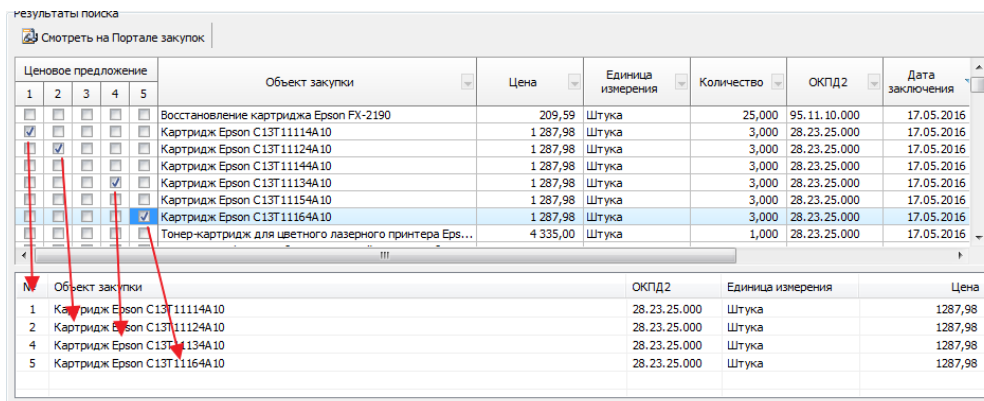 Результаты поиска
Смотреть на Портале закупок
Ценовое предложение Объект закупки Цена Единица измерения Количество ОКПД2 Дата заключения
1 2 3 4 5
Восстановление картриджа Epson FX-2190 209,59 Штука 25,000 95.11.10.000 17.05.2016
Картридж Epson C13T11114A10 1 287,98 Штука 3,000 28.23.25.000 17.05.2016
Картридж Epson C13T11124A10 1 287,98 Штука 3,000 28.23.25.000 17.05.2016
Картридж Epson C13T11144A10 1 287,98 Штука 3,000 28.23.25.000 17.05.2016
Картридж Epson C13T11134A10 1 287,98 Штука 3,000 28.23.25.000 17.05.2016
Картридж Epson C13T11154A10 1 287,98 Штука 3,000 28.23.25.000 17.05.2016
Картридж Epson C13T11164A10 1 287,98 Штука 3,000 28.23.25.000 17.05.2016
Тонер-картридж для цветного лазерного принтера Eps... 4 335,00 Штука 1,000 28.23.25.000 17.05.2016
№ Объект закупки ОКПД2 Единица измерения Цена
1 Картридж Epson C13T11114A10 28.23.25.000 Штука 1287,98
2 Картридж Epson C13T11124A10 28.23.25.000 Штука 1287,98
4 Картридж Epson C13T11134A10 28.23.25.000 Штука 1287,98
5 Картридж Epson C13T11164A10 28.23.25.000 Штука 1287,98